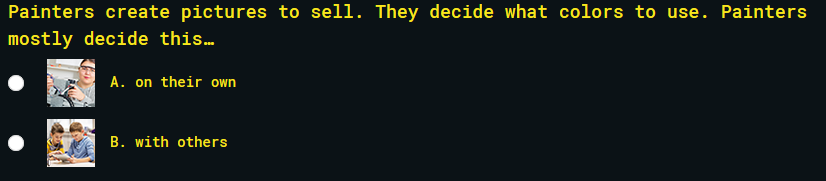 Painters create pictures to sell. They decide what colors to use. Painters
mostly decide this…
A. on their own
B. with others